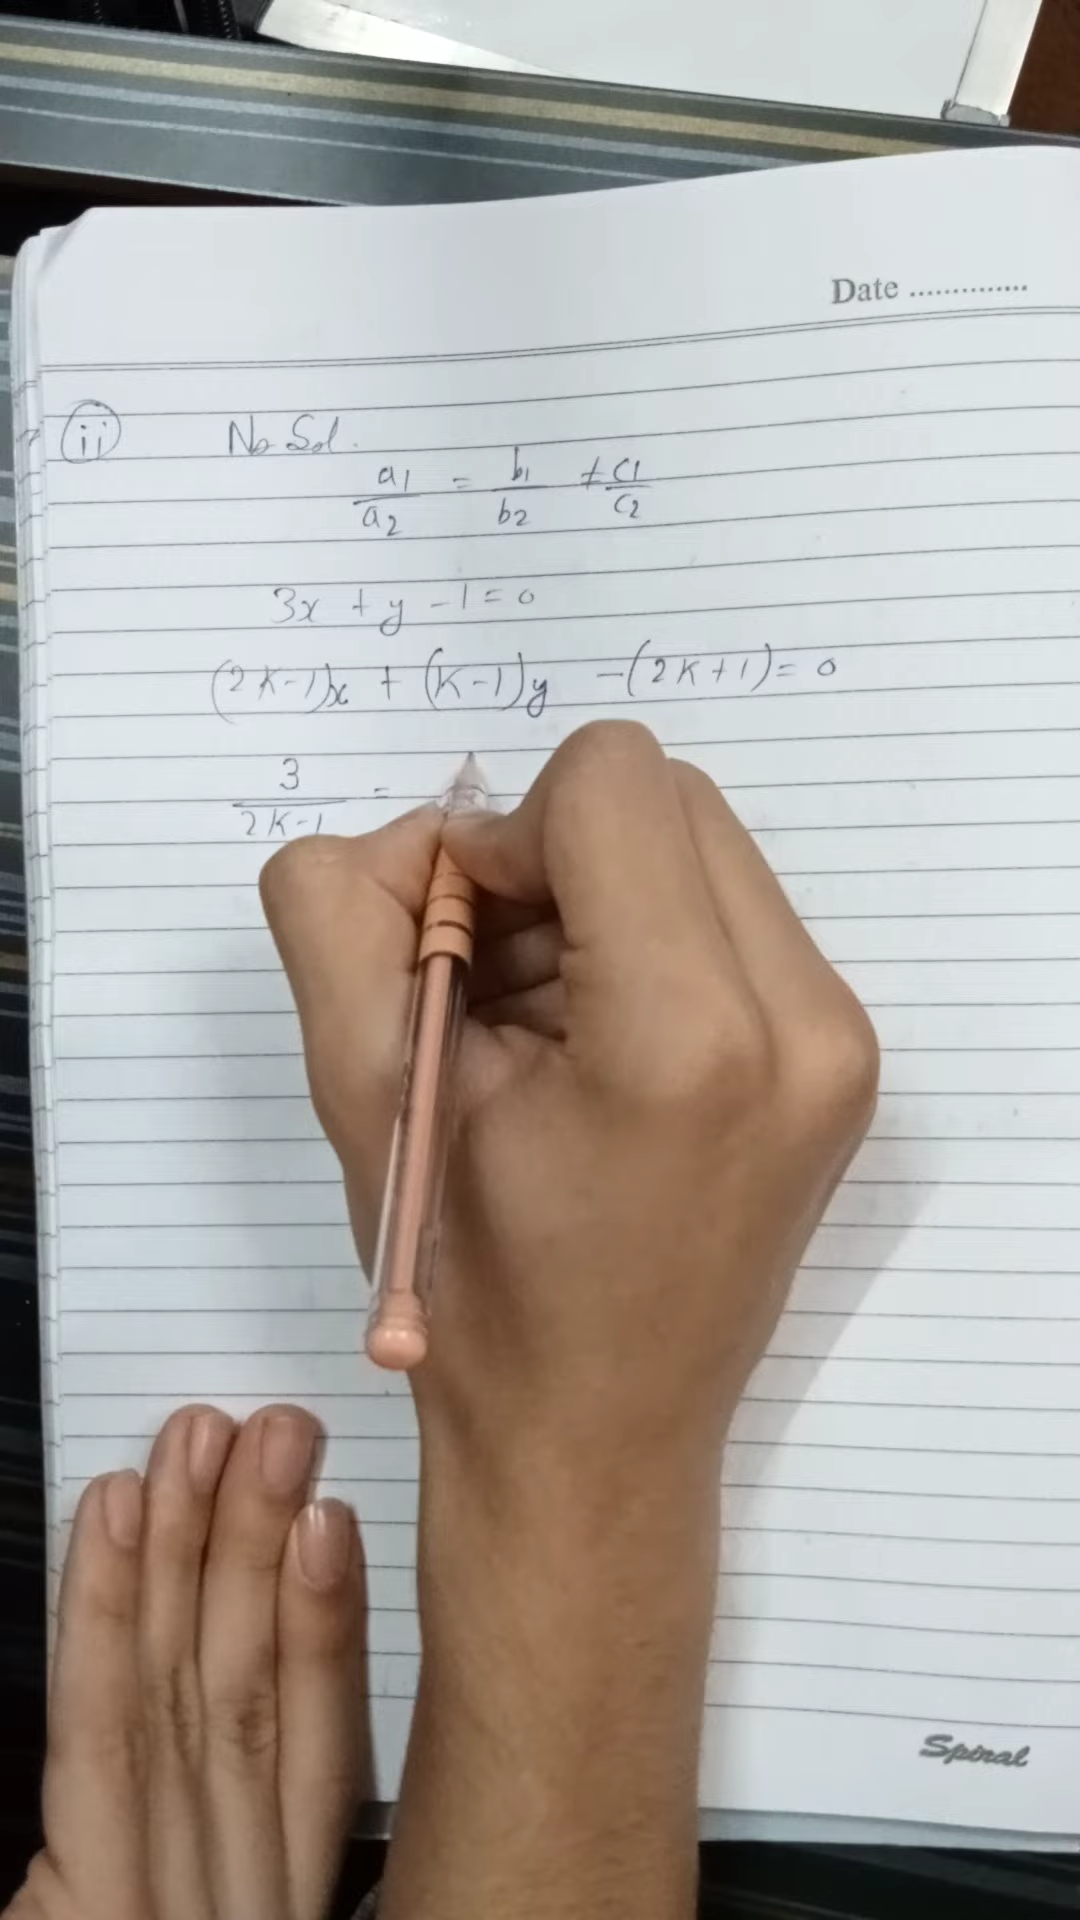 Date ..............
ii No Sol.
a1/a2 = b1/b2 ≠ c1/c2
3x + y - 1 = 0
(2K-1)x + (K-1)y - (2K+1) = 0
3/2K-1 =
Spiral